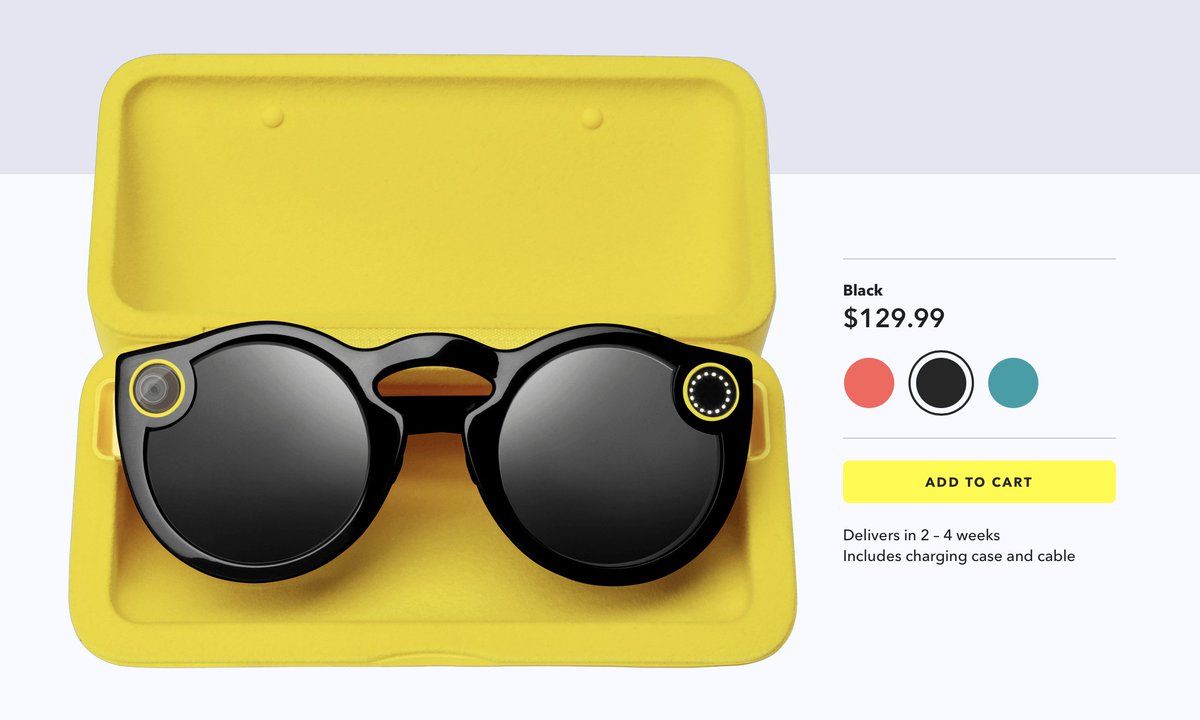 Black
$129.99
ADD TO CART
Delivers in 2 – 4 weeks
Includes charging case and cable